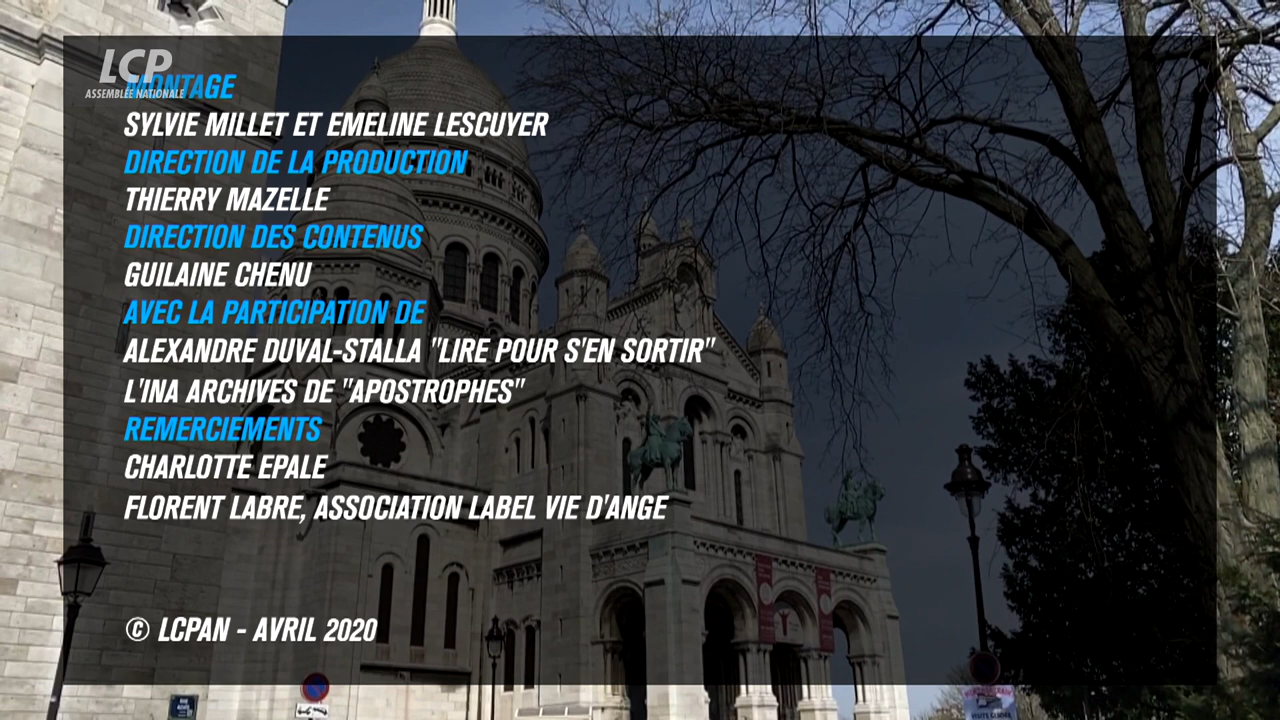 LCP
ASSEMBLÉE NATIONALE
MONTAGE
SYLVIE MILLET ET EMELINE LESCUYER
DIRECTION DE LA PRODUCTION
THIERRY MAZELLE
DIRECTION DES CONTENUS
GUILAINE CHENU
AVEC LA PARTICIPATION DE
ALEXANDRE DUVAL-STALLA "LIRE POUR S'EN SORTIR"
L'INA ARCHIVES DE "APOSTROPHES"
REMERCIEMENTS
CHARLOTTE EPALE
FLORENT LABRE, ASSOCIATION LABEL VIE D'ANGE
© LCPAN - AVRIL 2020